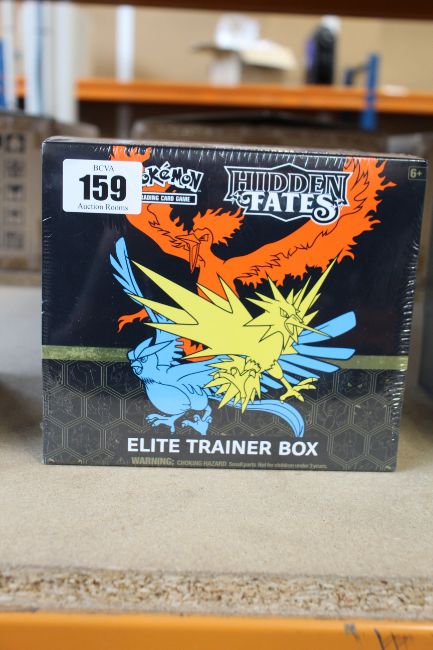 BCVA
159
Auction Rooms
Pokémon
TRADING CARD GAME
HIDDEN
FATES
6+
ELITE TRAINER BOX
WARNING: CHOKING HAZARD Small parts. Not for children under 3 years.